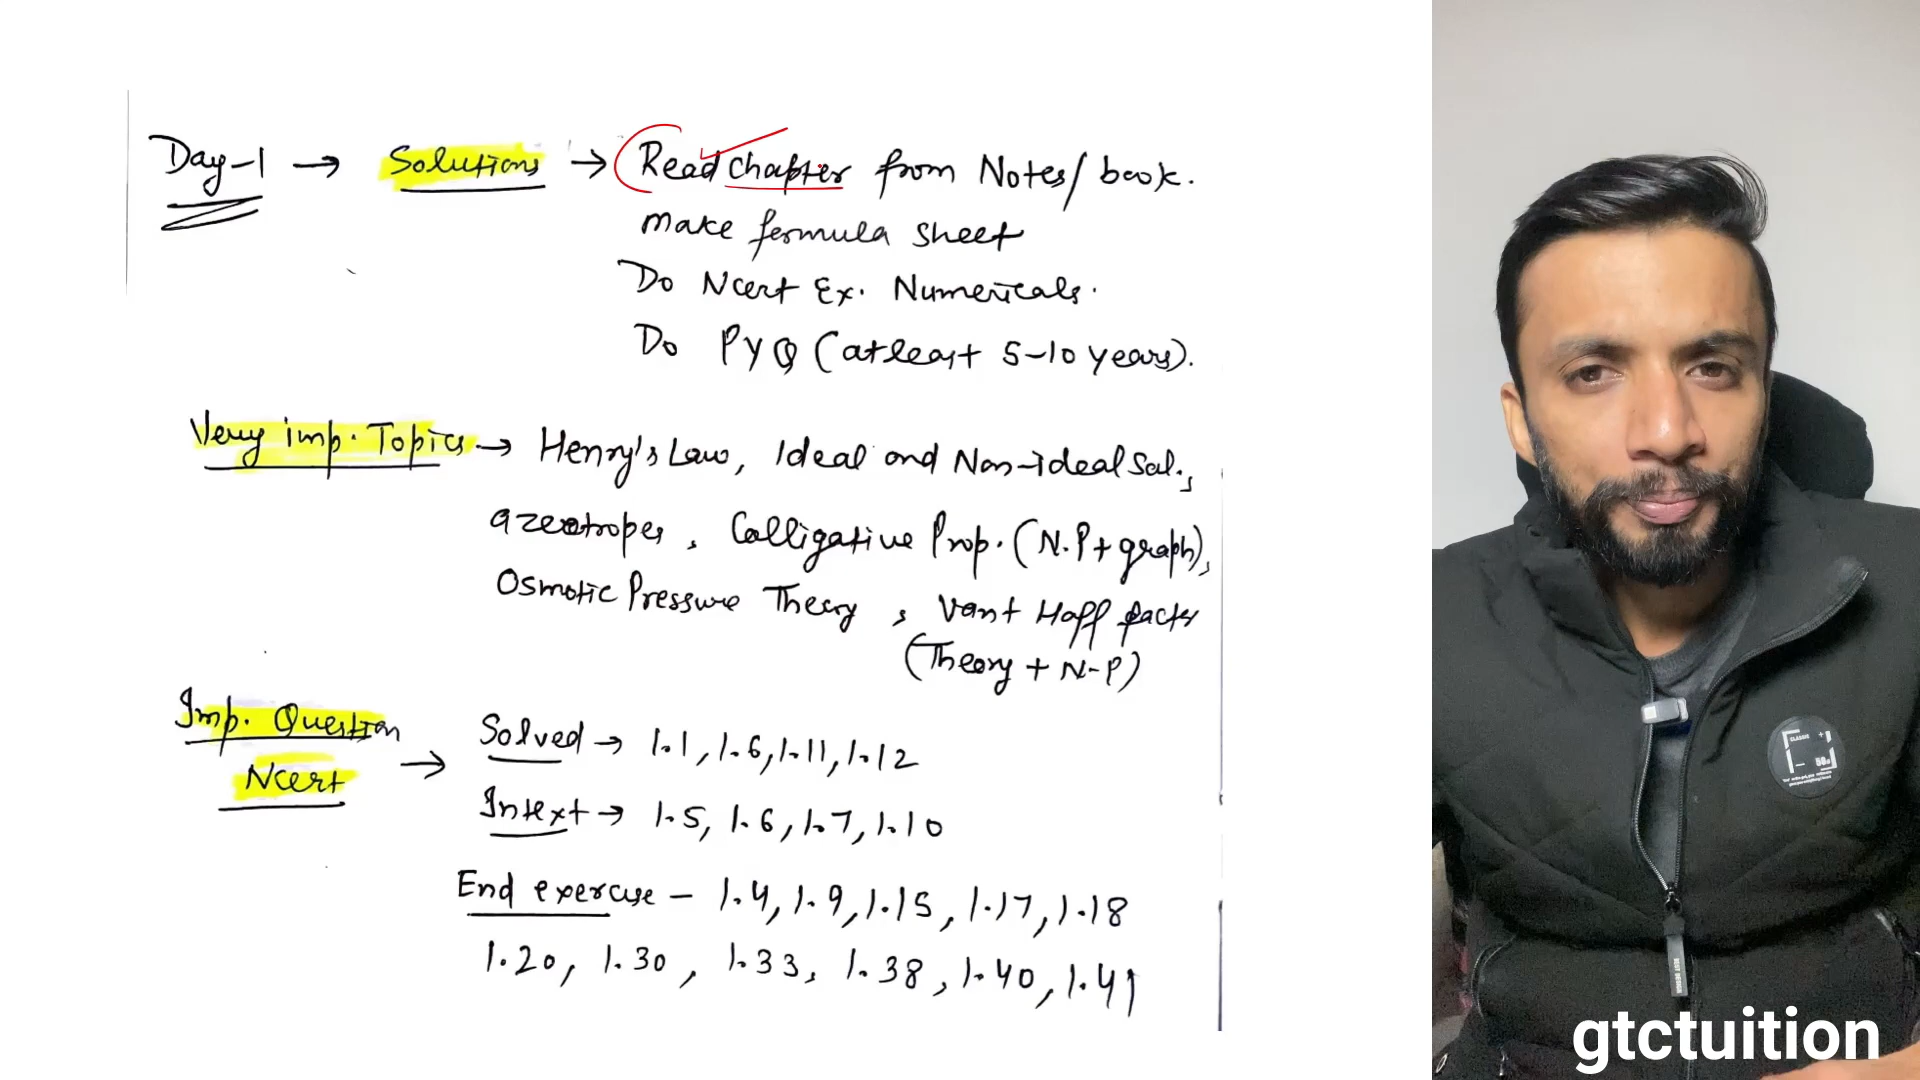 Day-1 → Solutions → Read chapter from Notes/book.
Make formula sheet
Do Ncert Ex. Numericals.
Do PYQ (atleast 5-10 years).
Very imp. Topics → Henry's Law, Ideal and Non-ideal Sol.,
azeotropes, Colligative Prop. (N.P + graph),
Osmotic Pressure Theory, Vant Hoff factor
(Theory + N-P)
Imp. Question
Ncert → Solved → 1.1, 1.6, 1.11, 1.12
Intext → 1.5, 1.6, 1.7, 1.10
End exercise - 1.4, 1.9, 1.15, 1.17, 1.18
1.20, 1.30, 1.33, 1.38, 1.40, 1.41
CLASSIC
50
BEST DESIGN
gtctuition